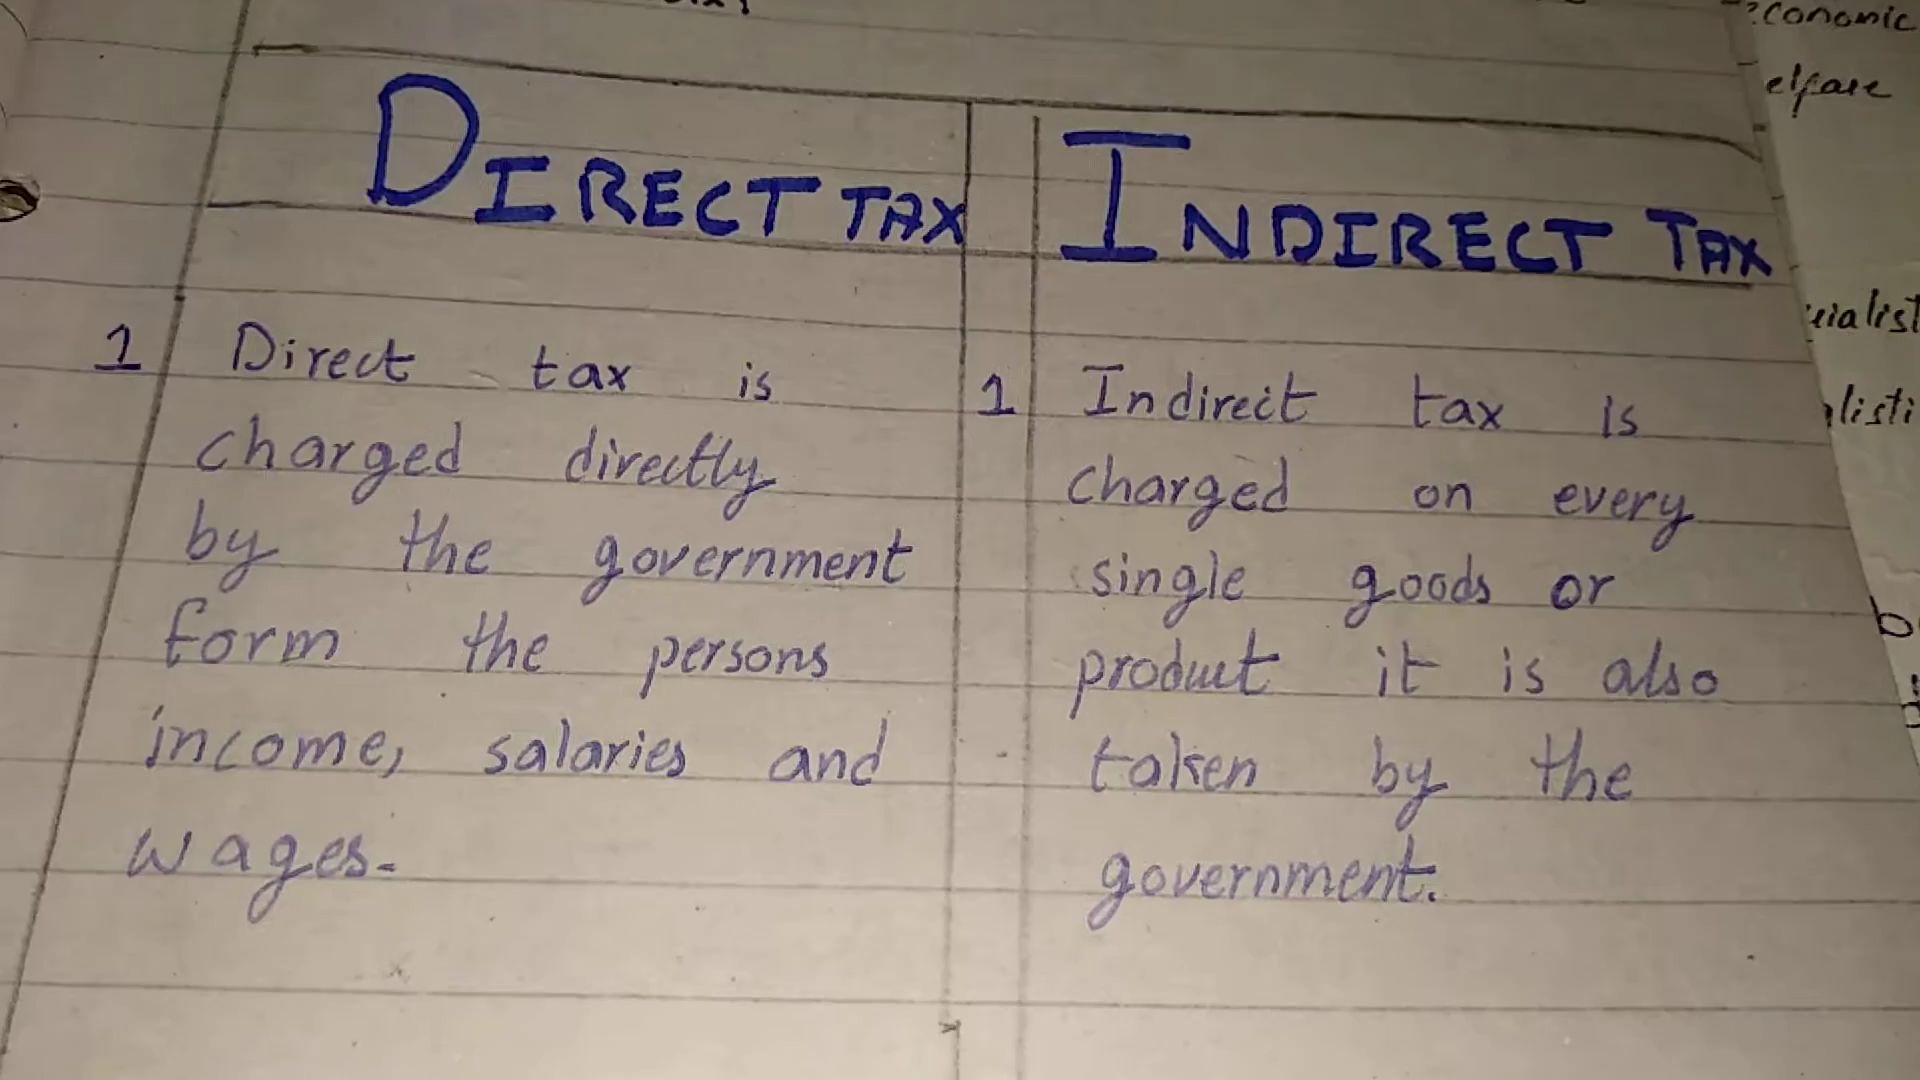 DIRECT TAX
1 Direct tax is
charged directly
by the government
form the persons
income, salaries and
wages.
INDIRECT TAX
1 Indirect tax is
charged on every
single goods or
product it is also
taken by the
government.